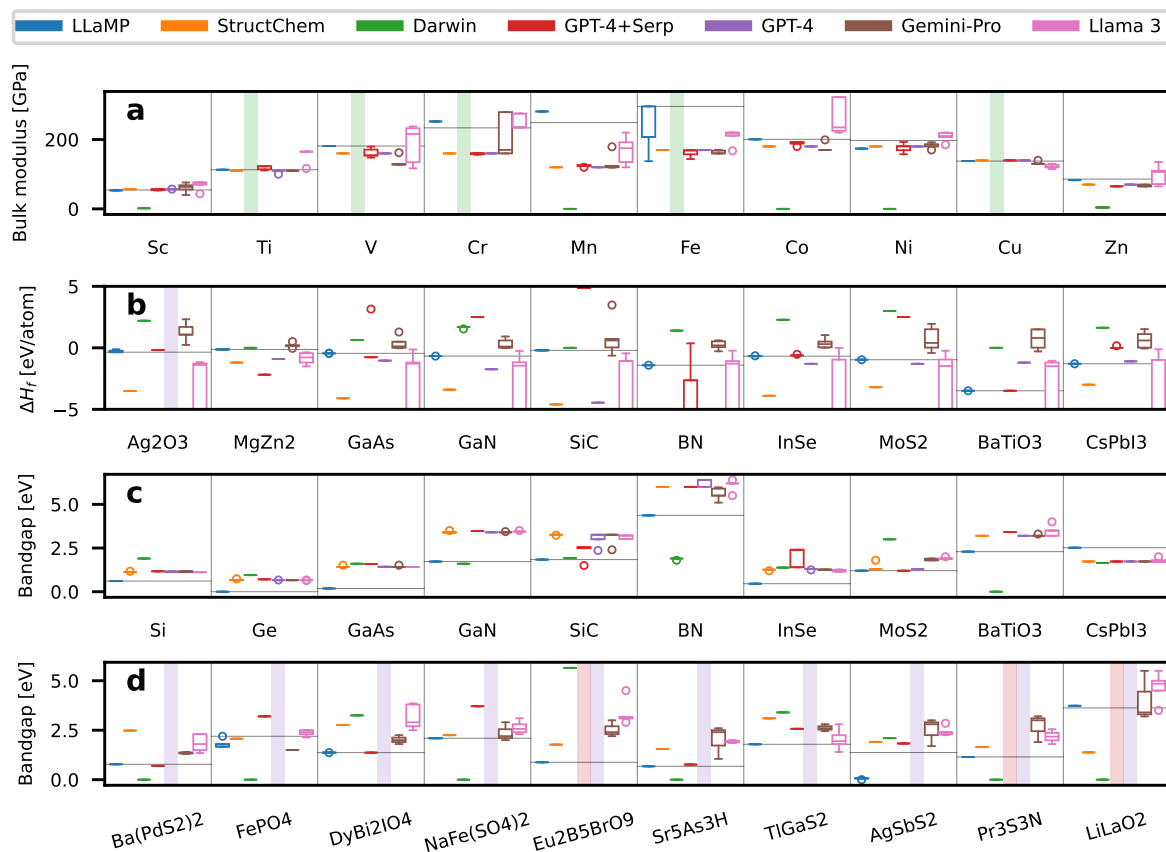 LLaMP StructChem Darwin GPT-4+Serp GPT-4 Gemini-Pro Llama 3
a
Bulk modulus [GPa]
200
0
Sc Ti V Cr Mn Fe Co Ni Cu Zn
b
ΔHf [eV/atom]
5
0
−5
Ag2O3 MgZn2 GaAs GaN SiC BN InSe MoS2 BaTiO3 CsPbI3
c
Bandgap [eV]
5.0
2.5
0.0
Si Ge GaAs GaN SiC BN InSe MoS2 BaTiO3 CsPbI3
d
Bandgap [eV]
5.0
2.5
0.0
Ba(PdS2)2 FePO4 DyBi2IO4 NaFe(SO4)2 Eu2B5BrO9 Sr5As3H TlGaS2 AgSbS2 Pr3S3N LiLaO2